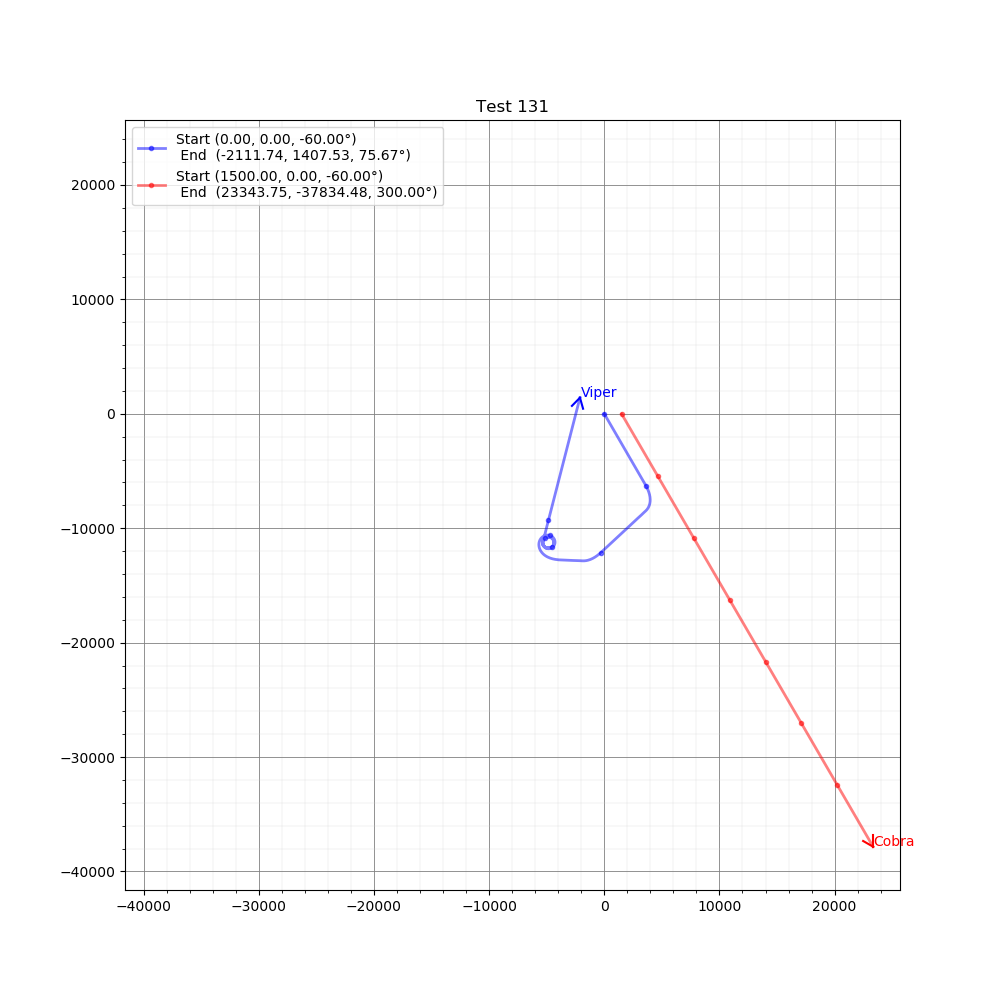 Test 131
Start (0.00, 0.00, -60.00°)
End  (-2111.74, 1407.53, 75.67°)
Start (1500.00, 0.00, -60.00°)
End  (23343.75, -37834.48, 300.00°)
20000
10000
0
−10000
−20000
−30000
−40000
Viper
Cobra
−40000
−30000
−20000
−10000
0
10000
20000